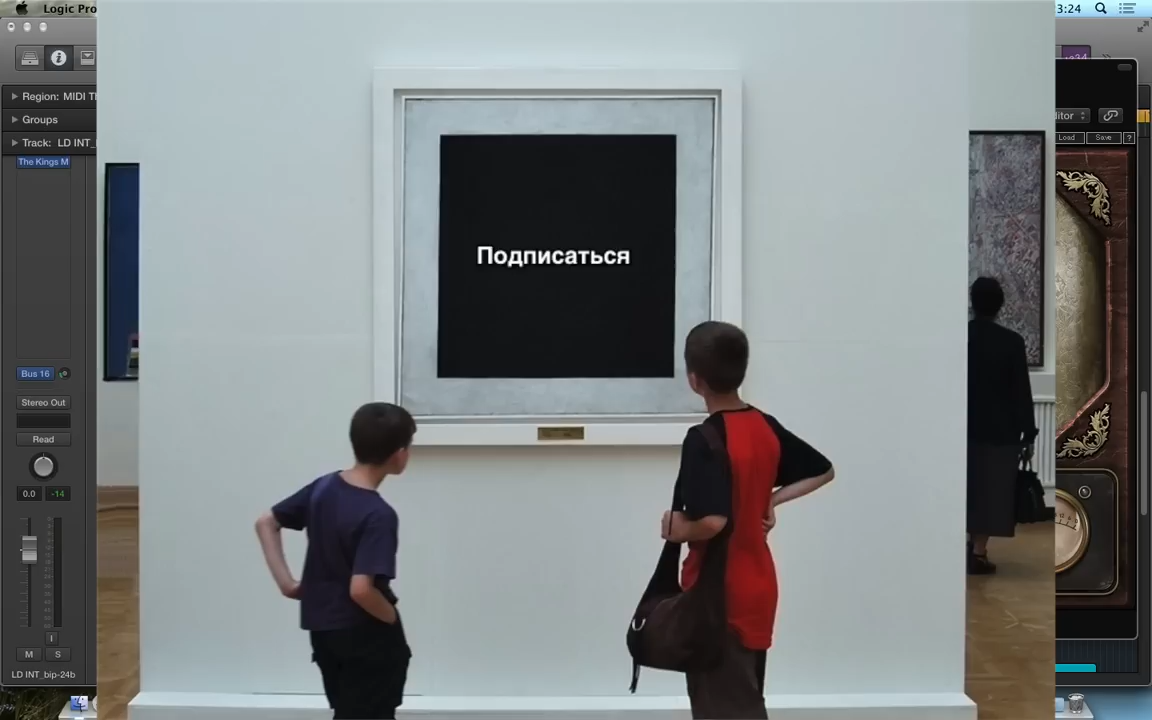 Logic Pro
3:24
Region: MIDI T
Groups
Track: LD INT_
The Kings M
Load
Save
?
Подписаться
Bus 16
Stereo Out
Read
0.0
-14
I
M
S
LD INT_bip-24b